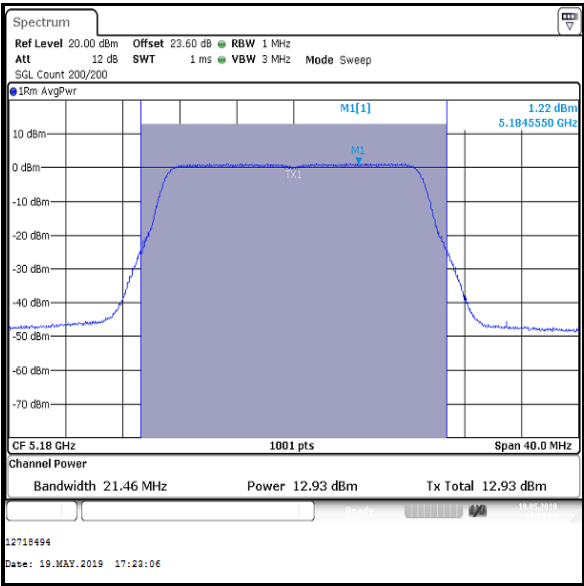 Spectrum
Ref Level 20.00 dBm Offset 23.60 dB RBW 1 MHz
Att 12 dB SWT 1 ms VBW 3 MHz Mode Sweep
SGL Count 200/200
1Rm AvgPwr
M1[1] 1.22 dBm
5.1845550 GHz
10 dBm
M1
0 dBm
TX1
-10 dBm
-20 dBm
-30 dBm
-40 dBm
-50 dBm
-60 dBm
-70 dBm
CF 5.18 GHz 1001 pts Span 40.0 MHz
Channel Power
Bandwidth 21.46 MHz Power 12.93 dBm Tx Total 12.93 dBm
Ready 19.05.2019
12718494
Date: 19.MAY.2019 17:23:06